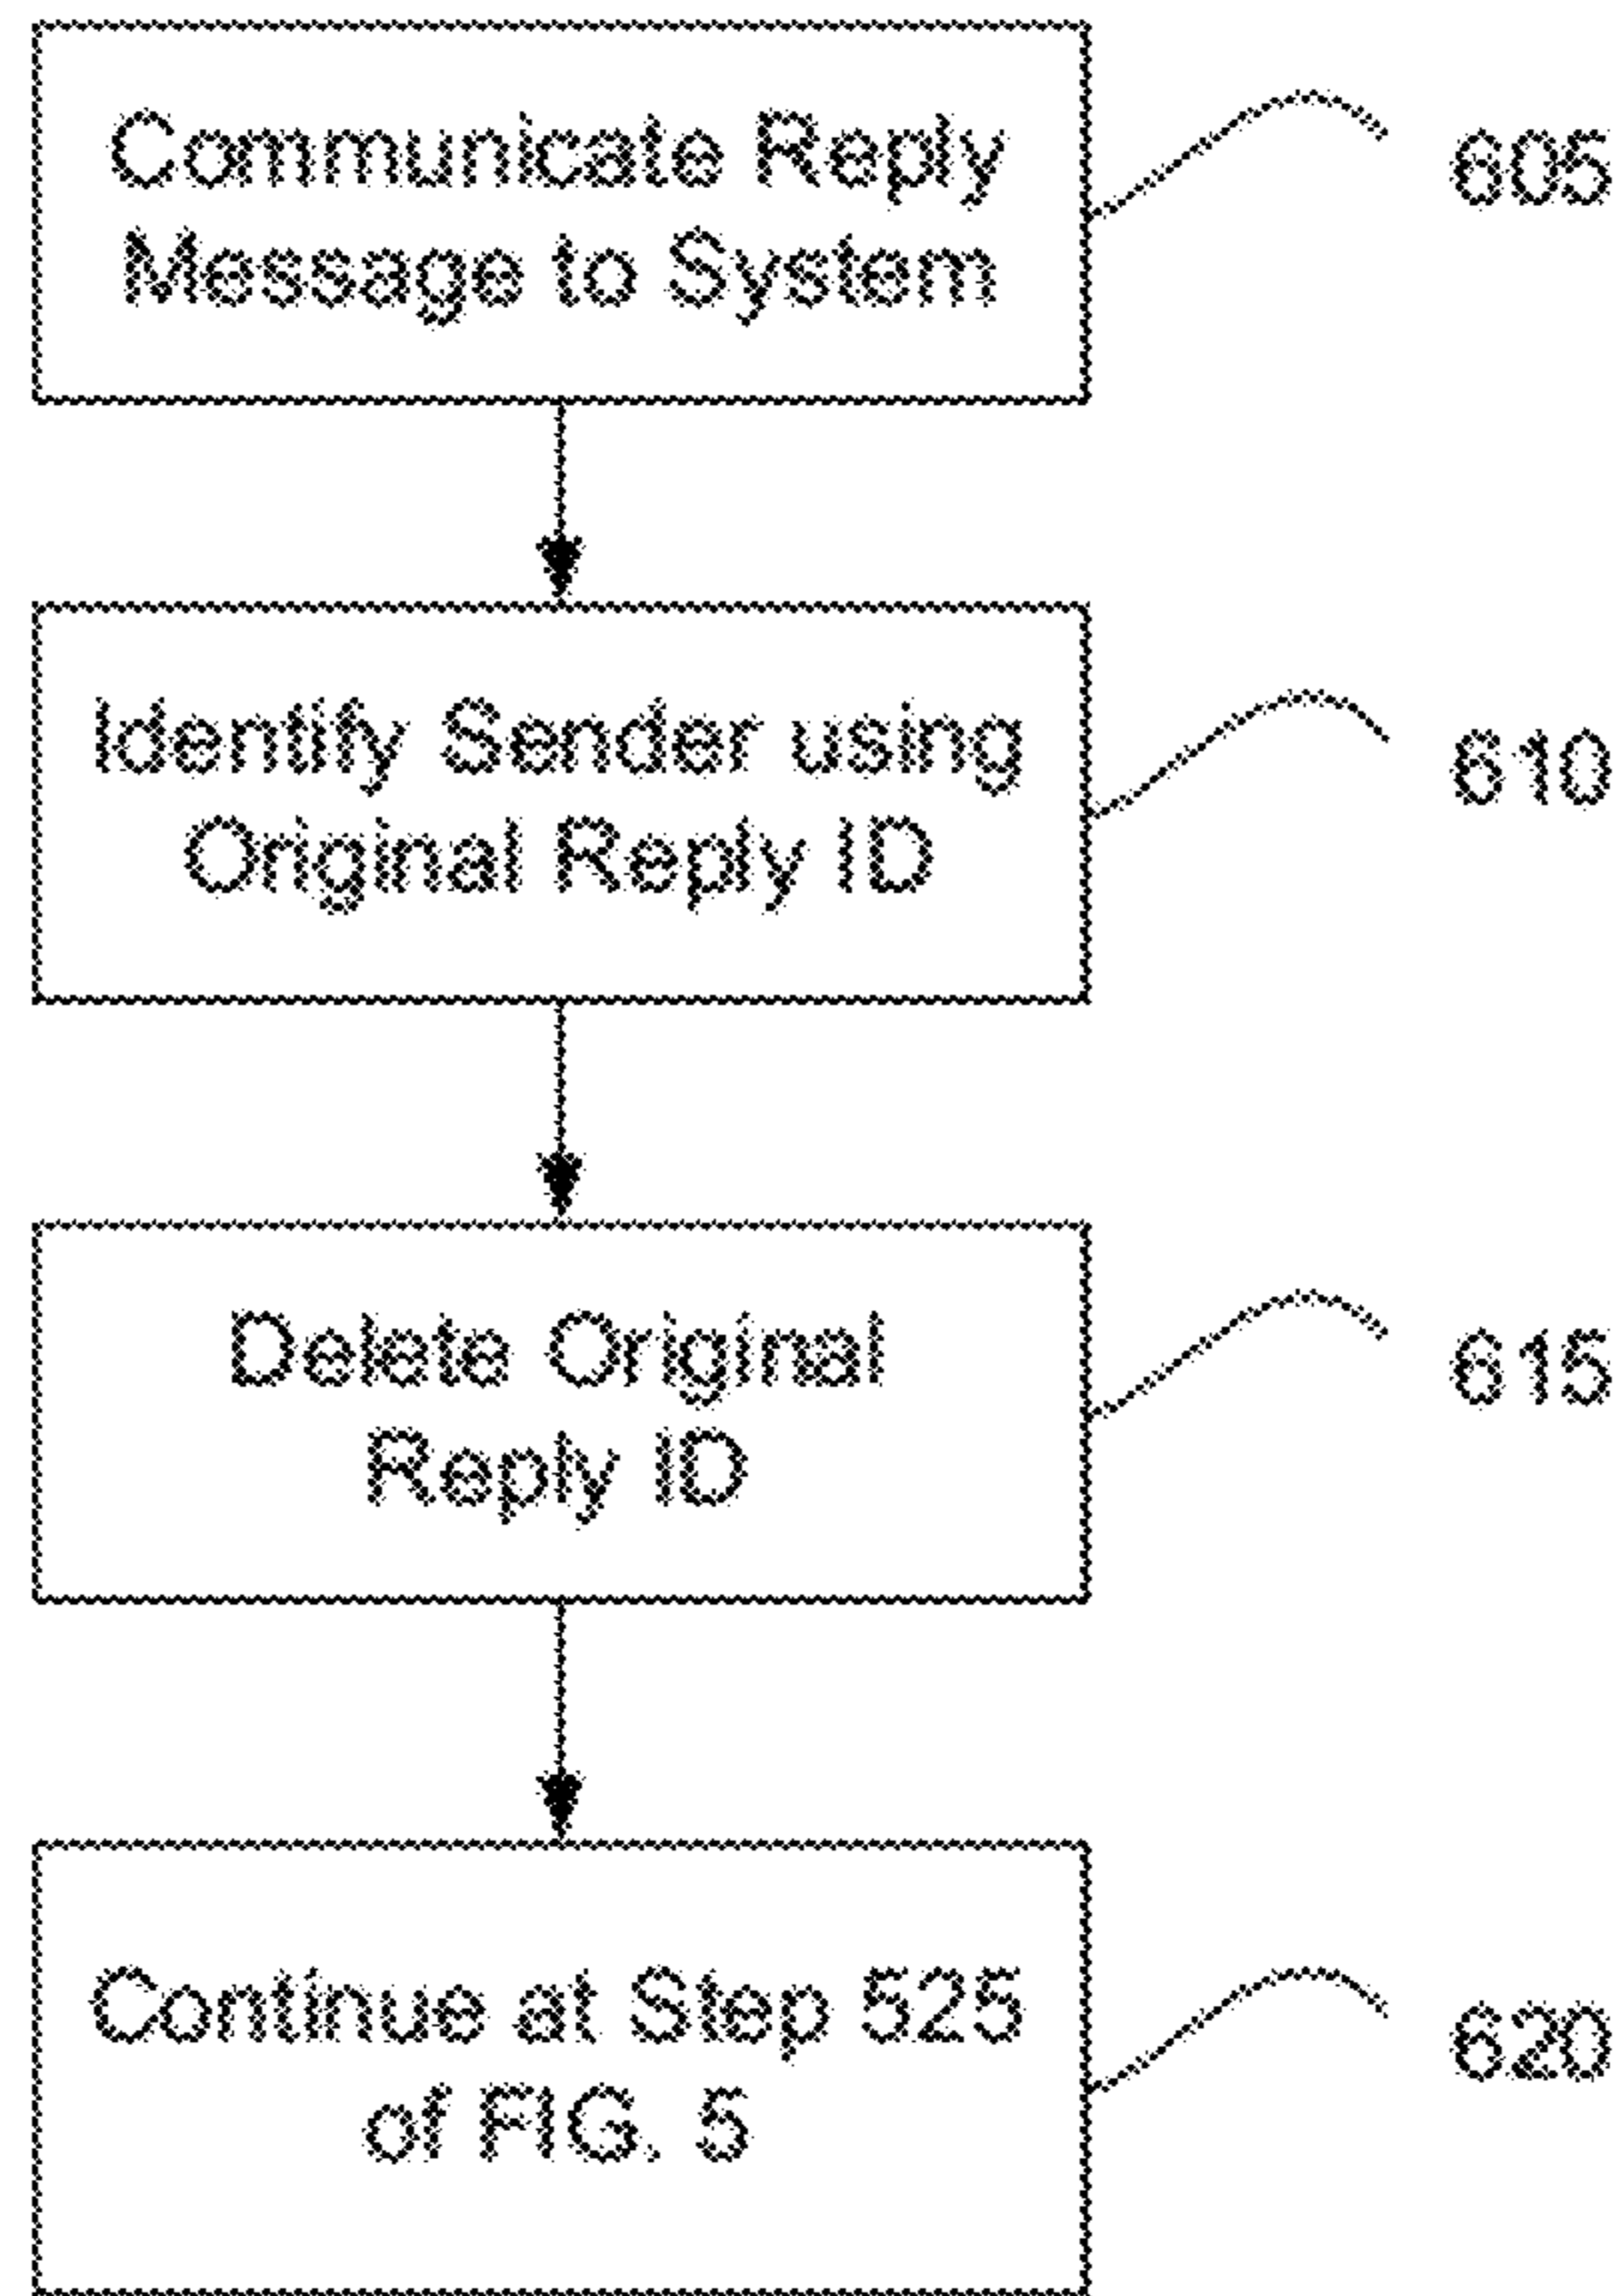 Communicate Reply
Message to System
605
Identify Sender using
Original Reply ID
610
Delete Original
Reply ID
615
Continue at Step 525
of FIG. 5
620